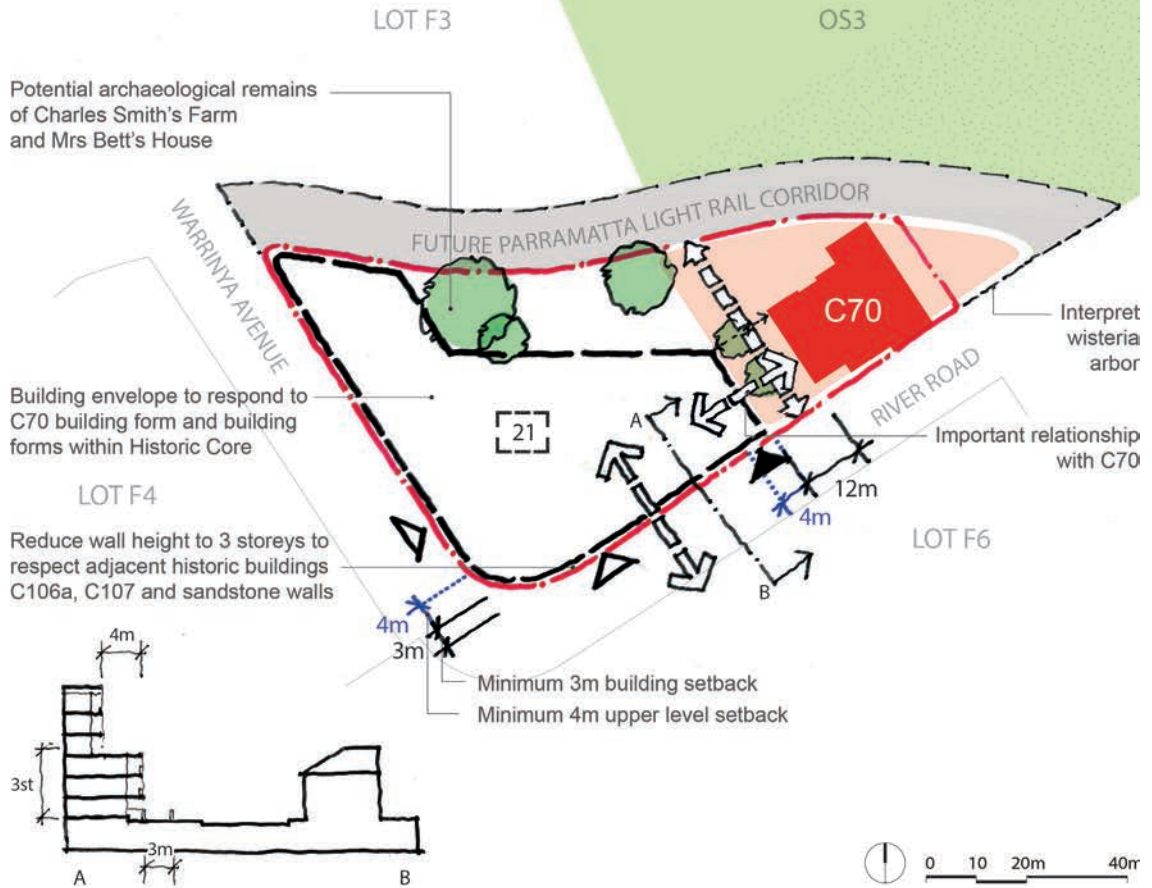 LOT F3
OS3
Potential archaeological remains
of Charles Smith's Farm
and Mrs Bett's House
WARRINYA AVENUE
FUTURE PARRAMATTA LIGHT RAIL CORRIDOR
C70
Interpret
wisteria
arbor
RIVER ROAD
Building envelope to respond to
C70 building form and building
forms within Historic Core
21
A
Important relationship
with C70
12m
4m
LOT F4
LOT F6
Reduce wall height to 3 storeys to
respect adjacent historic buildings
C106a, C107 and sandstone walls
B
4m
3m
Minimum 3m building setback
Minimum 4m upper level setback
4m
3st
3m
A
B
0 10 20m 40m